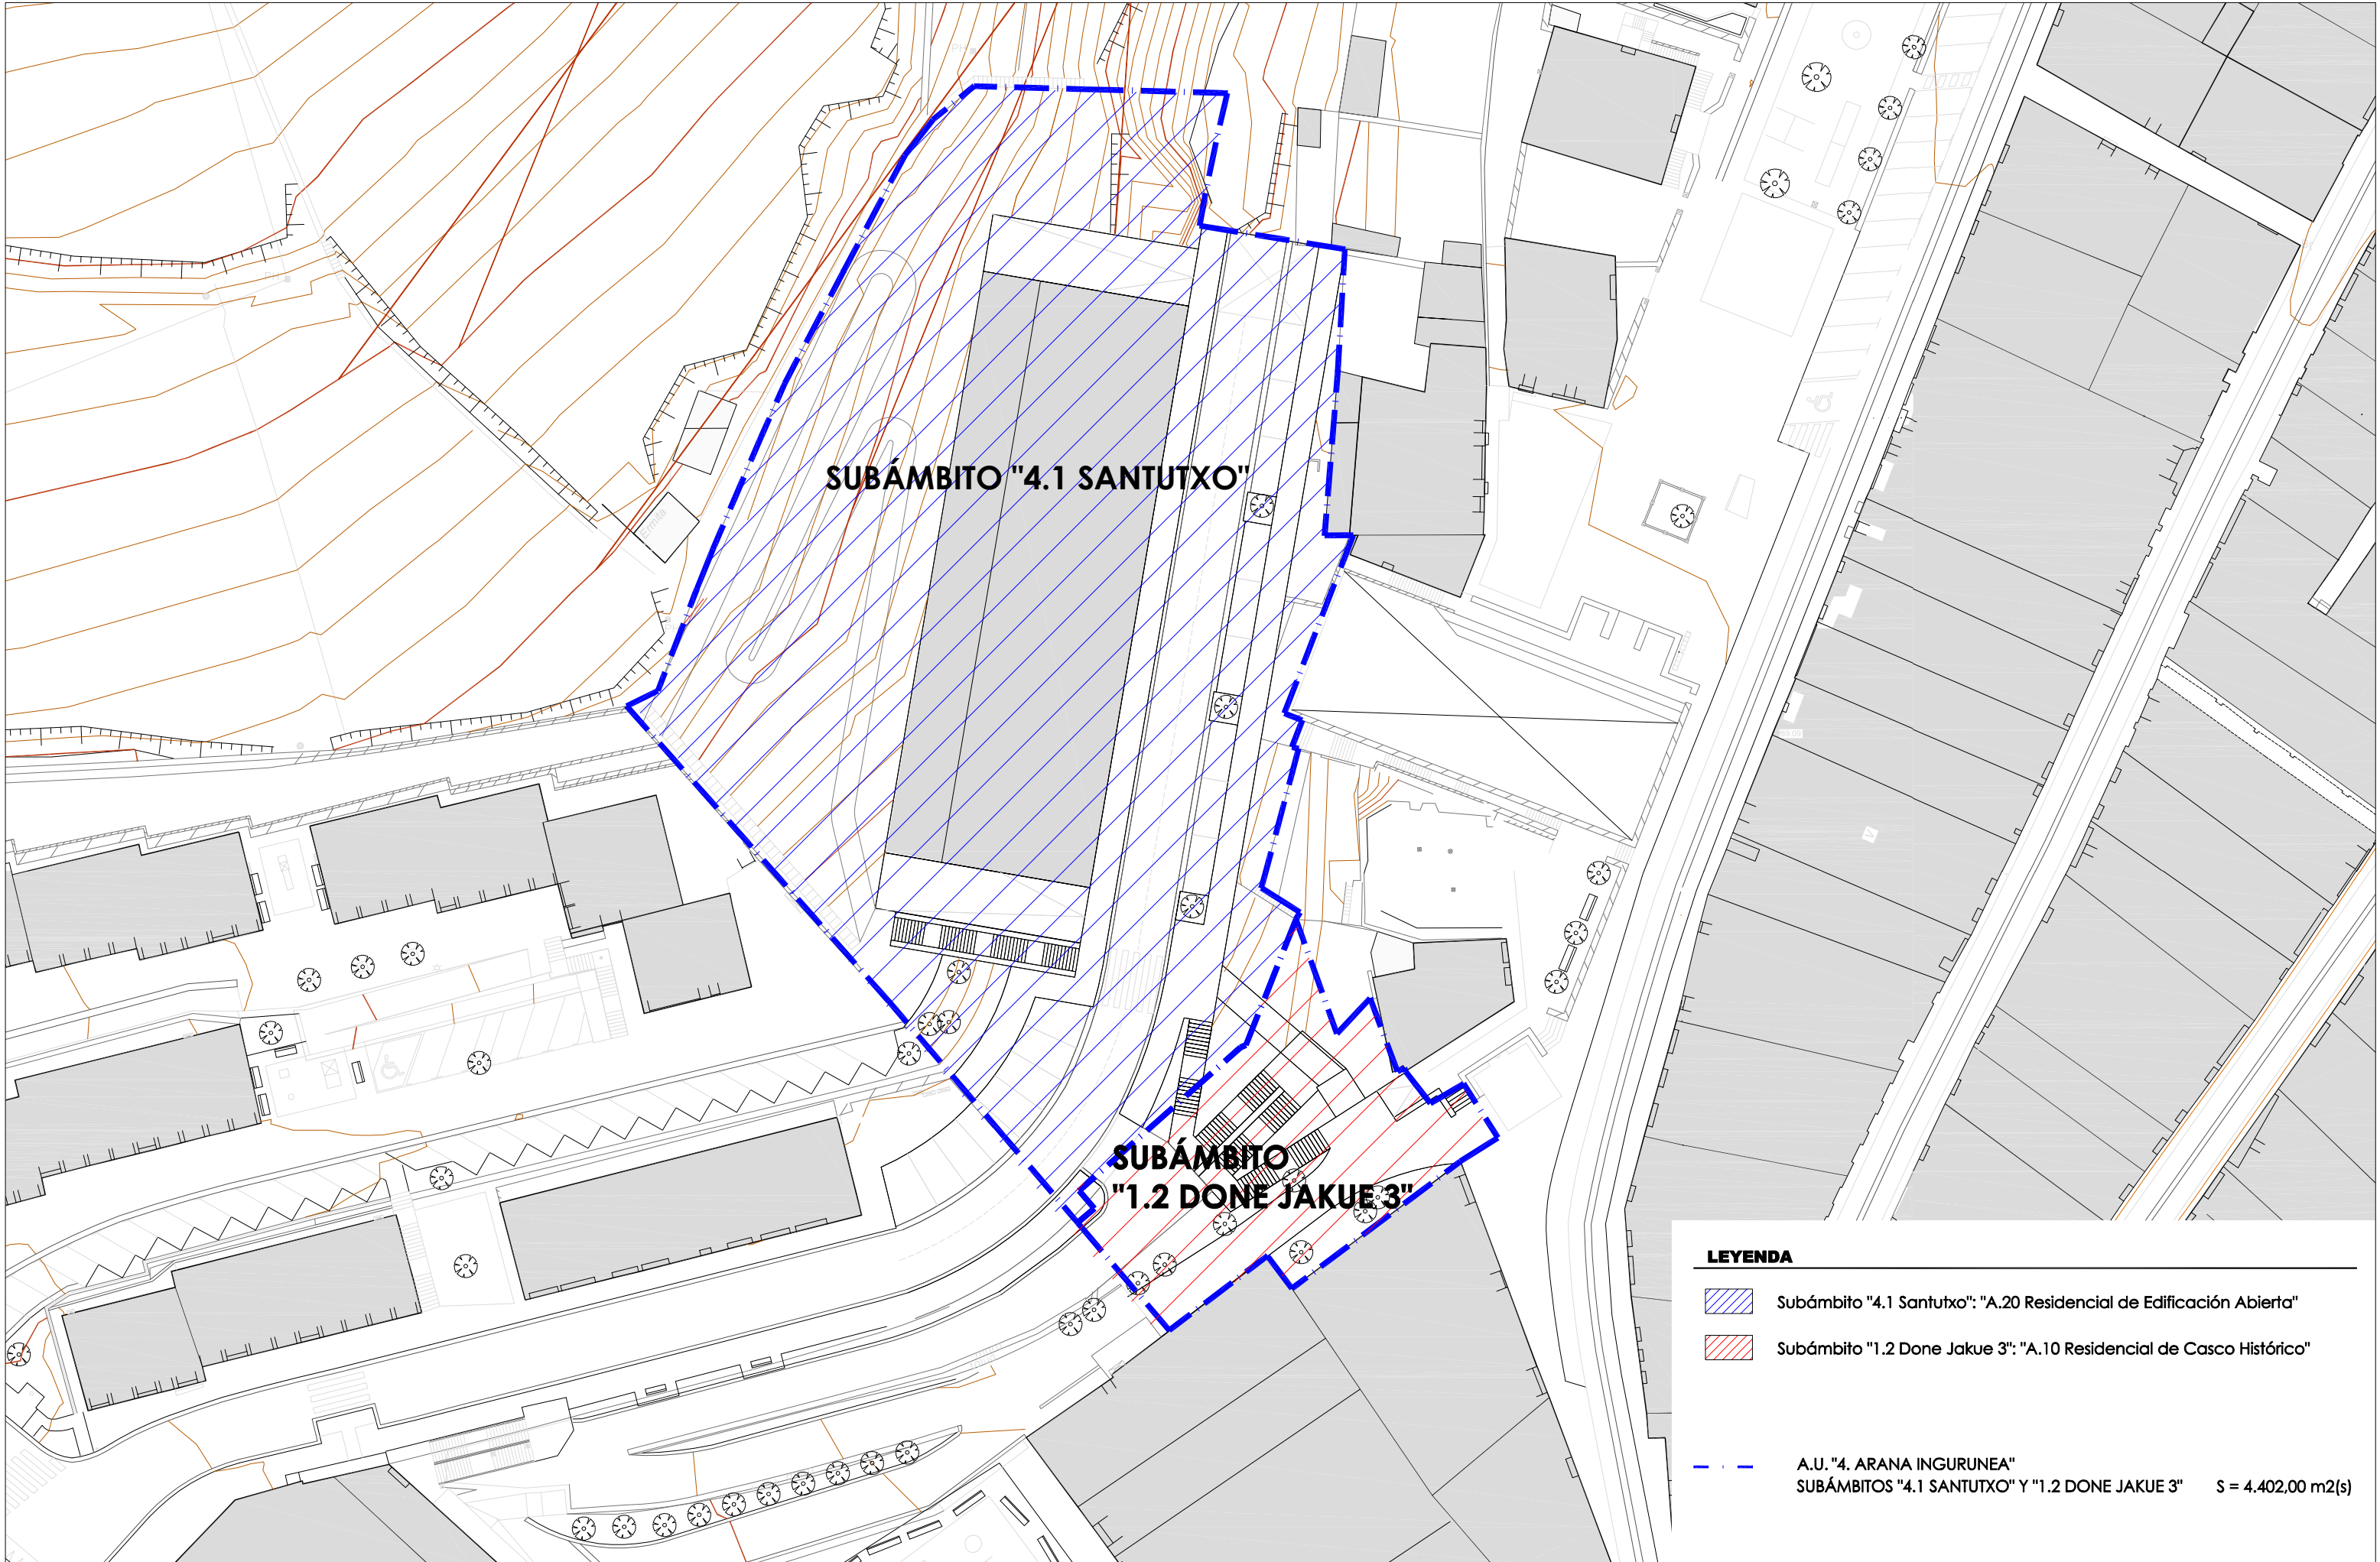 SUBÁMBITO "4.1 SANTUTXO"
SUBÁMBITO
"1.2 DONE JAKUE 3"
LEYENDA
Subámbito "4.1 Santutxo": "A.20 Residencial de Edificación Abierta"
Subámbito "1.2 Done Jakue 3": "A.10 Residencial de Casco Histórico"
A.U. "4. ARANA INGURUNEA"
SUBÁMBITOS "4.1 SANTUTXO" Y "1.2 DONE JAKUE 3" S = 4.402,00 m2(s)